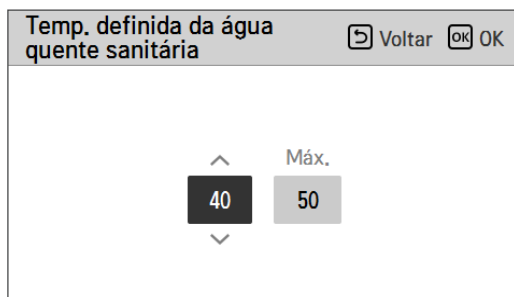 Temp. definida da água
quente sanitária
Voltar OK OK
Máx.
40 50